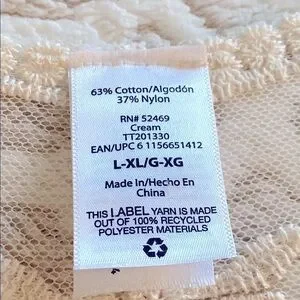 63% Cotton/Algodón
37% Nylon
RN# 52469
Cream
TT201330
EAN/UPC 6 1156651412
L-XL/G-XG
Made In/Hecho En
China
THIS LABEL YARN IS MADE
OUT OF 100% RECYCLED
POLYESTER MATERIALS